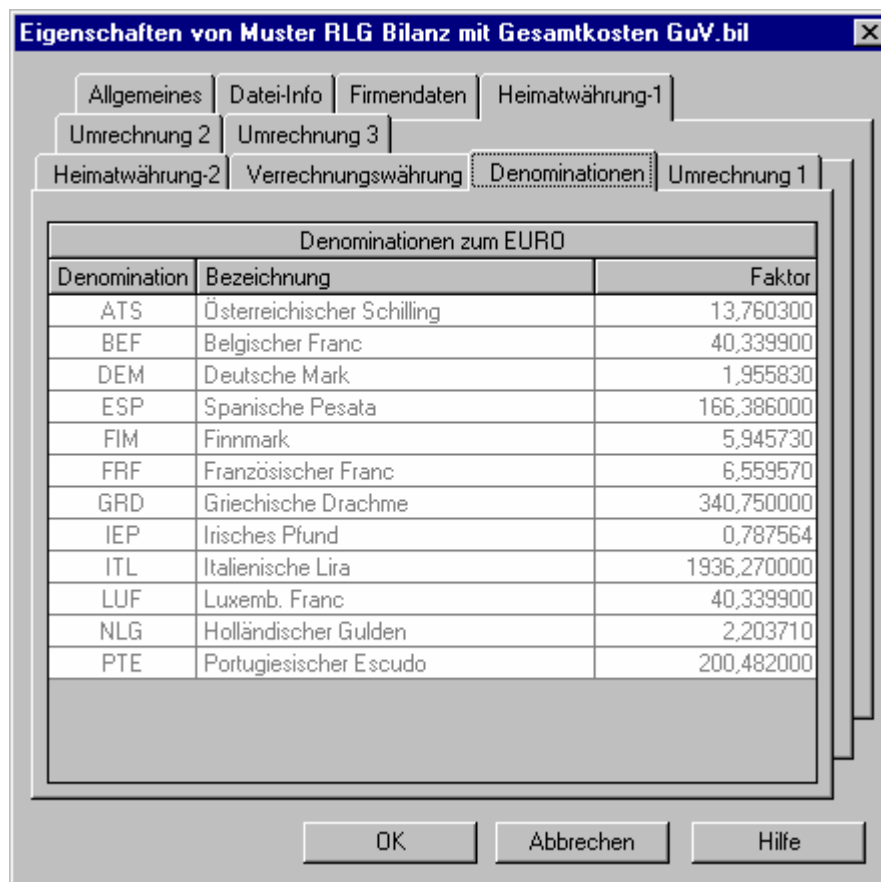 Eigenschaften von Muster RLG Bilanz mit Gesamtkosten GuV.bil
Allgemeines Datei-Info Firmendaten Heimatwährung-1
Umrechnung 2 Umrechnung 3
Heimatwährung-2 Verrechnungswährung Denominationen Umrechnung 1
Denominationen zum EURO
Denomination Bezeichnung Faktor
ATS Österreichischer Schilling 13,760300
BEF Belgischer Franc 40,339900
DEM Deutsche Mark 1,955830
ESP Spanische Pesata 166,386000
FIM Finnmark 5,945730
FRF Französischer Franc 6,559570
GRD Griechische Drachme 340,750000
IEP Irisches Pfund 0,787564
ITL Italienische Lira 1936,270000
LUF Luxemb. Franc 40,339900
NLG Holländischer Gulden 2,203710
PTE Portugiesischer Escudo 200,482000
OK Abbrechen Hilfe